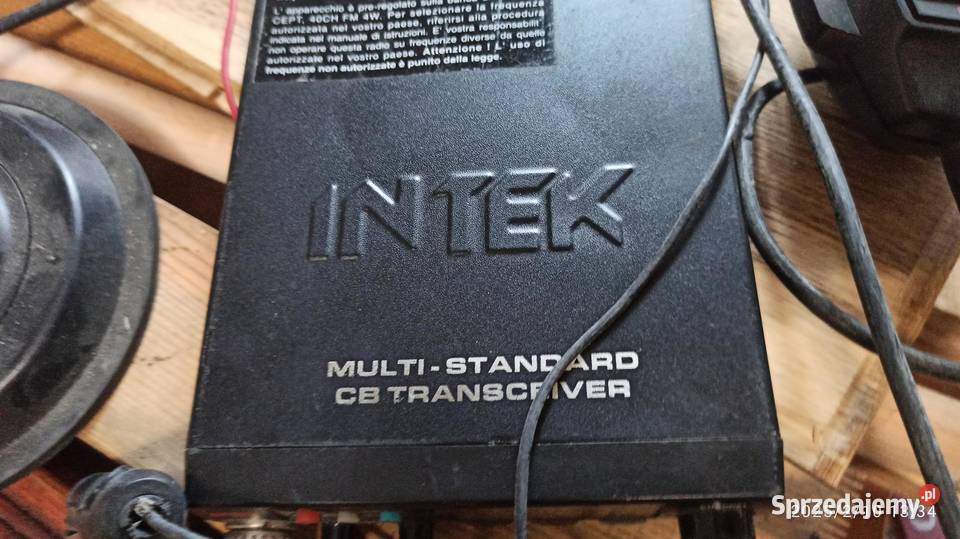 apparecchio è pre-regolato sulla banda
CEPT, 40CH FM 4W. Per selezionare la frequenza
autorizzata nel vostro paese, riferirsi alla procedura
indicata nel manuale di istruzioni. E' vostra responsabilità
non operare questa radio su frequenze diverse da quelle
autorizzate nel vostro paese. Attenzione ! L' uso di
frequenze non autorizzate è punito dalla legge.
INTEK
MULTI-STANDARD
CB TRANSCEIVER
Sprzedajemy.pl